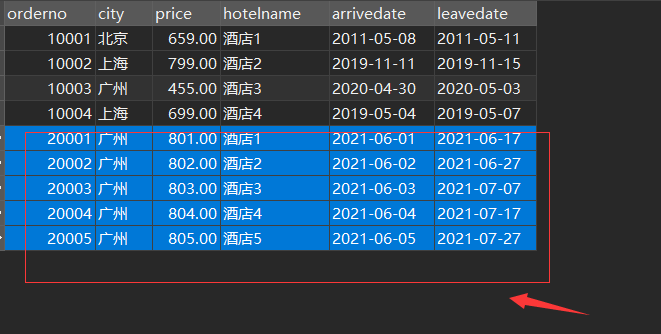 orderno city price hotelname arrivedate leavedate
10001 北京 659.00 酒店1 2011-05-08 2011-05-11
10002 上海 799.00 酒店2 2019-11-11 2019-11-15
10003 广州 455.00 酒店3 2020-04-30 2020-05-03
10004 上海 699.00 酒店4 2019-05-04 2019-05-07
20001 广州 801.00 酒店1 2021-06-01 2021-06-17
20002 广州 802.00 酒店2 2021-06-02 2021-06-27
20003 广州 803.00 酒店3 2021-06-03 2021-07-07
20004 广州 804.00 酒店4 2021-06-04 2021-07-17
20005 广州 805.00 酒店5 2021-06-05 2021-07-27